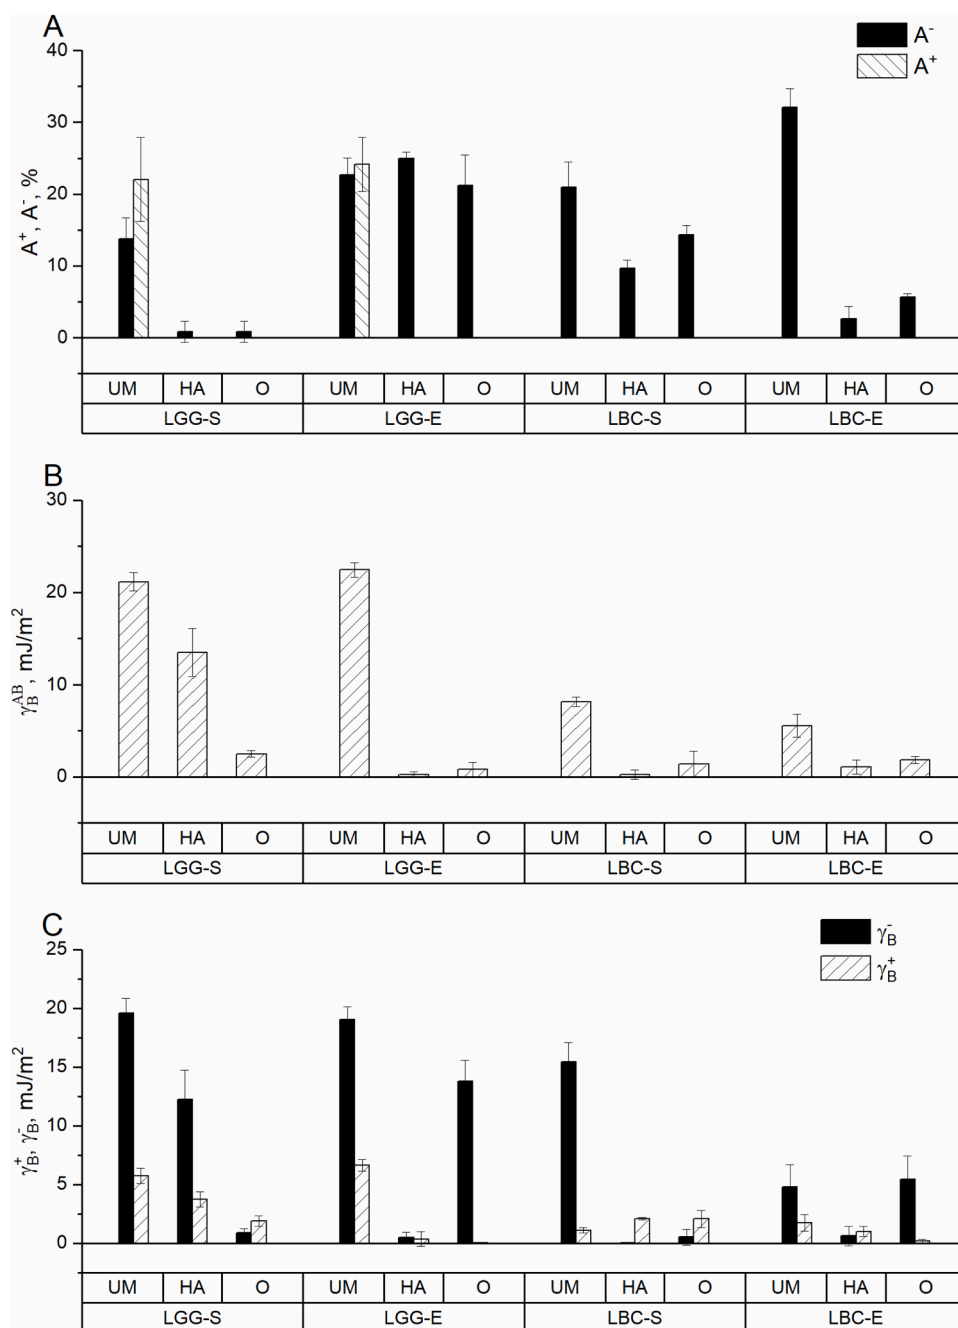 A
A⁻
A⁺
A⁺, A⁻, %
40
30
20
10
0
UM HA O UM HA O UM HA O UM HA O
LGG-S LGG-E LBC-S LBC-E
B
γ_B^AB, mJ/m²
30
20
10
0
UM HA O UM HA O UM HA O UM HA O
LGG-S LGG-E LBC-S LBC-E
C
γ_B^-
γ_B^+
γ_B^+, γ_B^-, mJ/m²
25
20
15
10
5
0
UM HA O UM HA O UM HA O UM HA O
LGG-S LGG-E LBC-S LBC-E